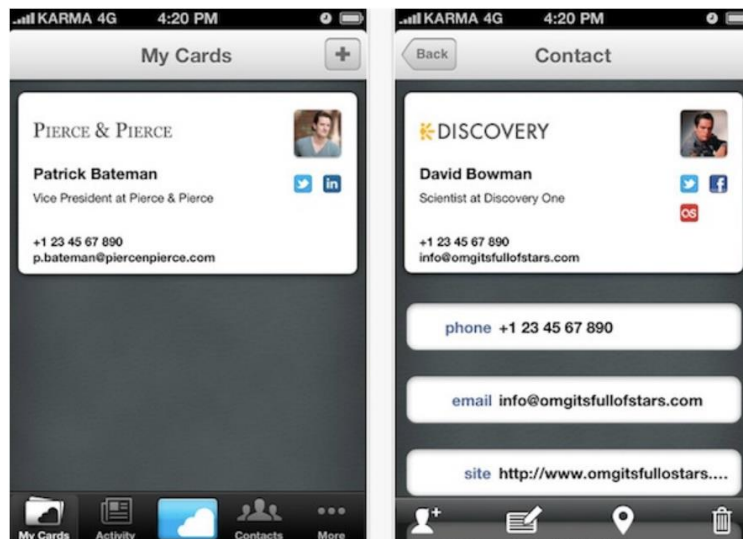 KARMA 4G 4:20 PM
My Cards +
PIERCE & PIERCE
Patrick Bateman
in
Vice President at Pierce & Pierce
+1 23 45 67 890
p.bateman@piercenpierce.com
My Cards Activity Contacts More
KARMA 4G 4:20 PM
Back Contact
DISCOVERY
David Bowman
f
Scientist at Discovery One
os
+1 23 45 67 890
info@omgitsfullofstars.com
phone +1 23 45 67 890
email info@omgitsfullofstars.com
site http://www.omgitsfullostars....